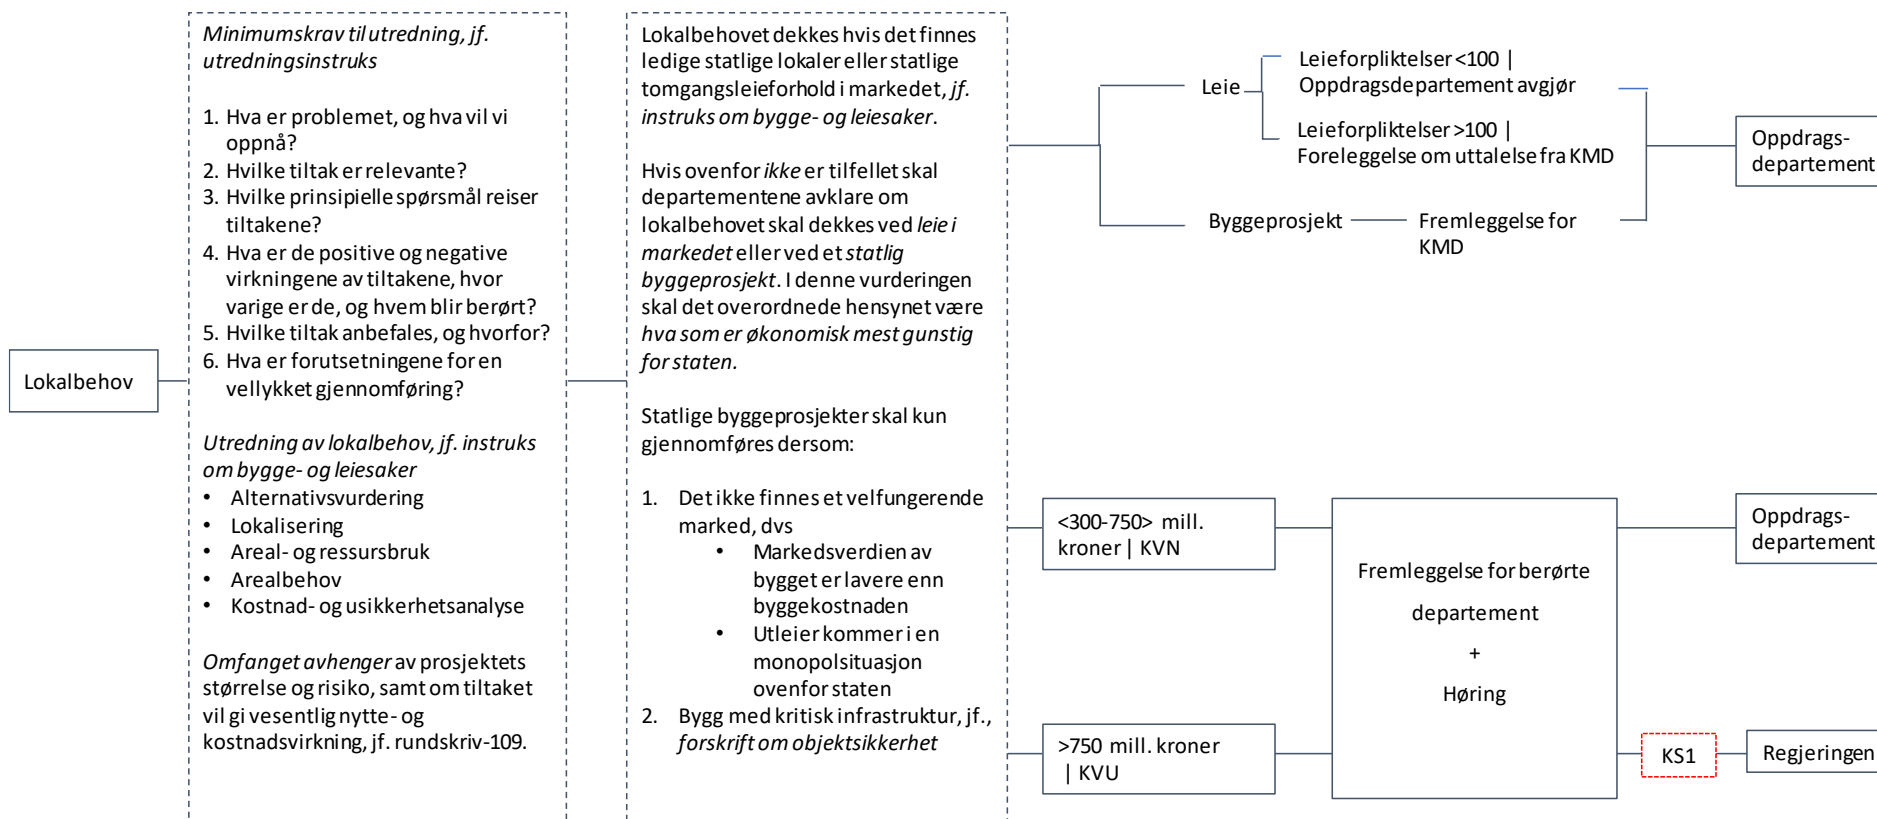 Lokalbehov
Minimumskrav til utredning, jf.
utredningsinstruks
1. Hva er problemet, og hva vil vi
oppnå?
2. Hvilke tiltak er relevante?
3. Hvilke prinsipielle spørsmål reiser
tiltakene?
4. Hva er de positive og negative
virkningene av tiltakene, hvor
varige er de, og hvem blir berørt?
5. Hvilke tiltak anbefales, og hvorfor?
6. Hva er forutsetningene for en
vellykket gjennomføring?
Utredning av lokalbehov, jf. instruks
om bygge- og leiesaker
• Alternativsvurdering
• Lokalisering
• Areal- og ressursbruk
• Arealbehov
• Kostnad- og usikkerhetsanalyse
Omfanget avhenger av prosjektets
størrelse og risiko, samt om tiltaket
vil gi vesentlig nytte- og
kostnadsvirkning, jf. rundskriv-109.
Lokalbehovet dekkes hvis det finnes
ledige statlige lokaler eller statlige
tomgangsleieforhold i markedet, jf.
instruks om bygge- og leiesaker.
Hvis ovenfor ikke er tilfellet skal
departementene avklare om
lokalbehovet skal dekkes ved leie i
markedet eller ved et statlig
byggeprosjekt. I denne vurderingen
skal det overordnede hensynet være
hva som er økonomisk mest gunstig
for staten.
Statlige byggeprosjekter skal kun
gjennomføres dersom:
1. Det ikke finnes et velfungerende
marked, dvs
• Markedsverdien av
bygget er lavere enn
byggekostnaden
• Utleier kommer i en
monopolsituasjon
ovenfor staten
2. Bygg med kritisk infrastruktur, jf.,
forskrift om objektsikkerhet
Leie
Leieforpliktelser <100 |
Oppdragsdepartement avgjør
Leieforpliktelser >100 |
Foreleggelse om uttalelse fra KMD
Byggeprosjekt
Fremleggelse for
KMD
Oppdrags-
departement
<300-750> mill.
kroner | KVN
>750 mill. kroner
| KVU
Fremleggelse for berørte
departement
+
Høring
Oppdrags-
departement
KS1
Regjeringen